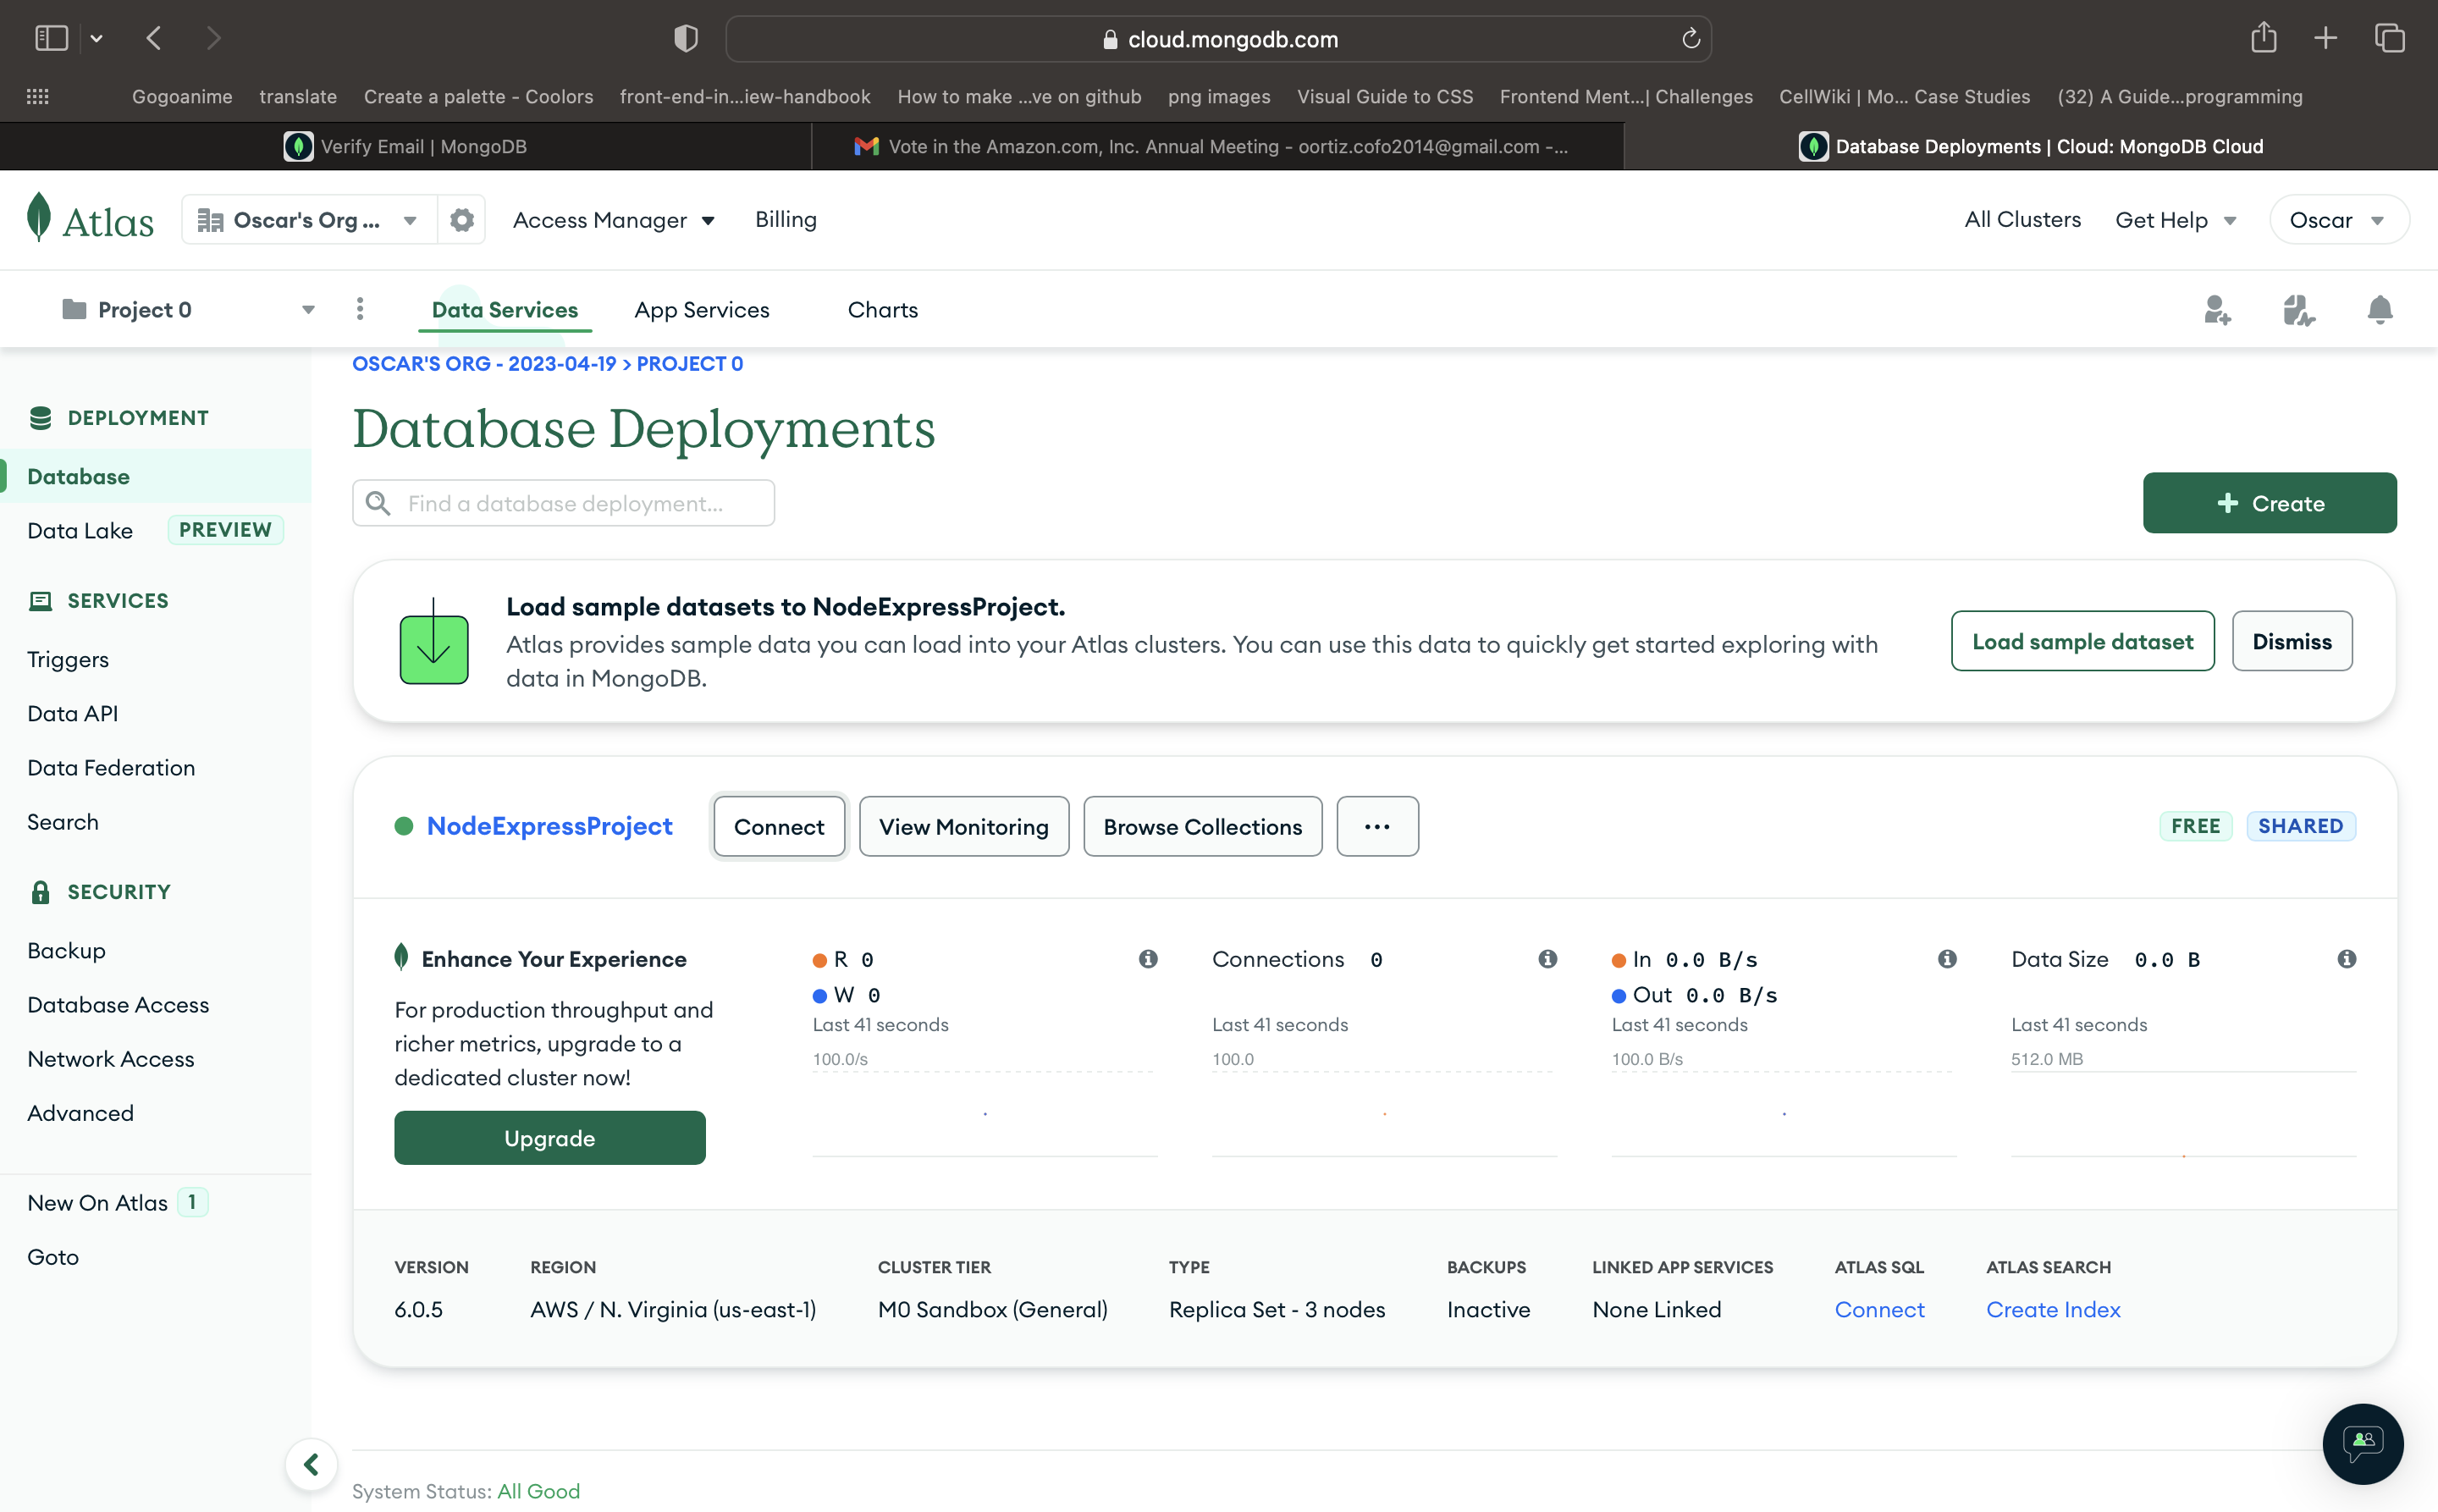 cloud.mongodb.com
Gogoanime translate Create a palette - Coolors front-end-in...iew-handbook How to make ...ve on github png images Visual Guide to CSS Frontend Ment...| Challenges CellWiki | Mo... Case Studies (32) A Guide...programming
Verify Email | MongoDB Vote in the Amazon.com, Inc. Annual Meeting - oortiz.cofo2014@gmail.com -... Database Deployments | Cloud: MongoDB Cloud
Atlas Oscar's Org ... Access Manager Billing All Clusters Get Help Oscar
Project 0 Data Services App Services Charts
OSCAR'S ORG - 2023-04-19 > PROJECT 0
DEPLOYMENT
Database
Data Lake PREVIEW
SERVICES
Triggers
Data API
Data Federation
Search
SECURITY
Backup
Database Access
Network Access
Advanced
New On Atlas 1
Goto
Database Deployments
Find a database deployment...
+ Create
Load sample datasets to NodeExpressProject.
Atlas provides sample data you can load into your Atlas clusters. You can use this data to quickly get started exploring with
data in MongoDB.
Load sample dataset Dismiss
NodeExpressProject Connect View Monitoring Browse Collections ... FREE SHARED
Enhance Your Experience
For production throughput and
richer metrics, upgrade to a
dedicated cluster now!
Upgrade
R 0
W 0
Last 41 seconds
100.0/s
Connections 0
Last 41 seconds
100.0
In 0.0 B/s
Out 0.0 B/s
Last 41 seconds
100.0 B/s
Data Size 0.0 B
Last 41 seconds
512.0 MB
VERSION REGION CLUSTER TIER TYPE BACKUPS LINKED APP SERVICES ATLAS SQL ATLAS SEARCH
6.0.5 AWS / N. Virginia (us-east-1) M0 Sandbox (General) Replica Set - 3 nodes Inactive None Linked Connect Create Index
System Status: All Good